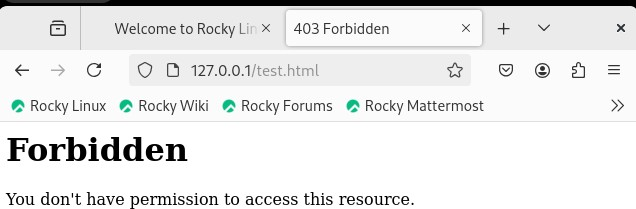 Welcome to Rocky Lin
403 Forbidden
127.0.0.1/test.html
Rocky Linux Rocky Wiki Rocky Forums Rocky Mattermost
Forbidden
You don't have permission to access this resource.